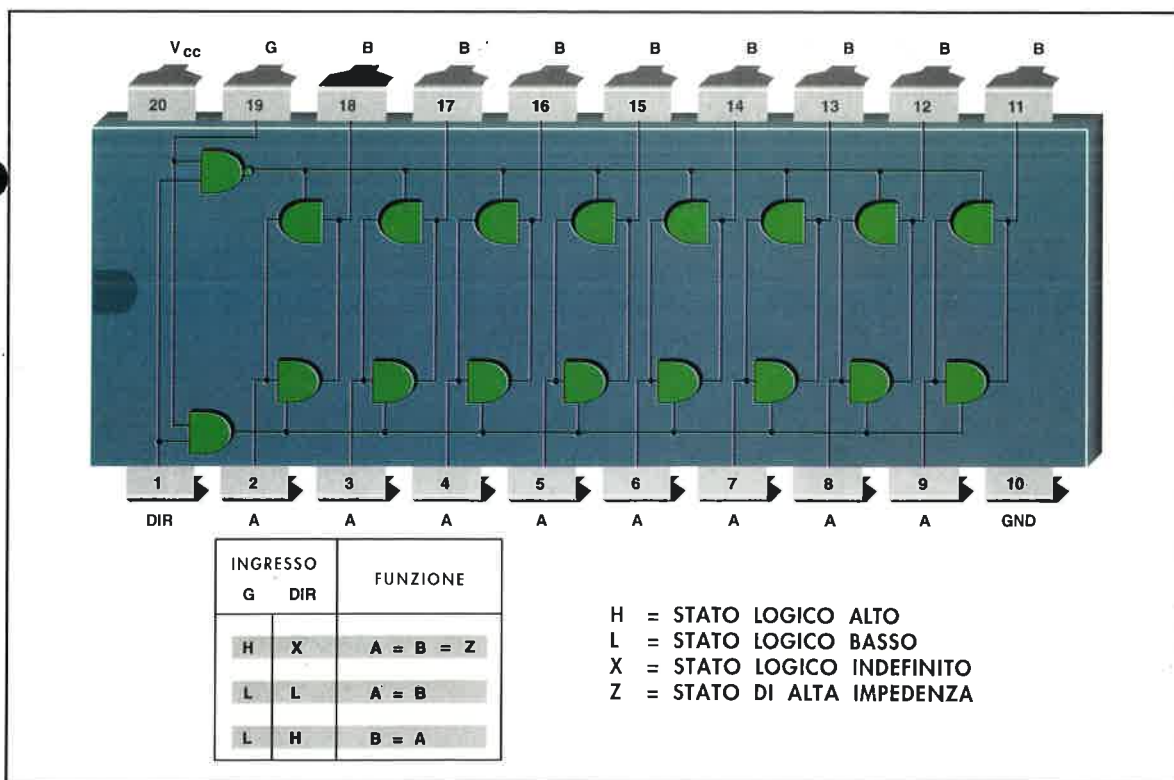 Vcc G B B B B B B B B
20 19 18 17 16 15 14 13 12 11
1 2 3 4 5 6 7 8 9 10
DIR A A A A A A A A GND
INGRESSO FUNZIONE
G DIR
H X A = B = Z
L L A = B
L H B = A
H = STATO LOGICO ALTO
L = STATO LOGICO BASSO
X = STATO LOGICO INDEFINITO
Z = STATO DI ALTA IMPEDENZA